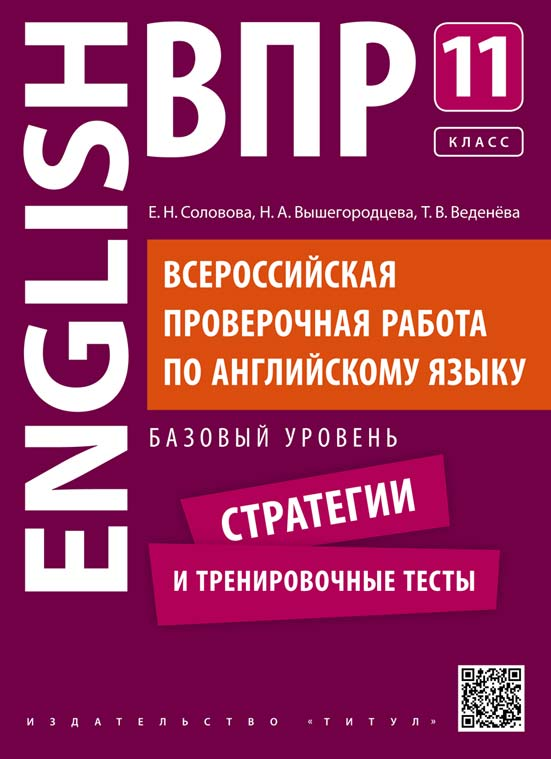 ENGLISH
ВПР
11
КЛАСС
Е. Н. Соловова, Н. А. Вышегородцева, Т. В. Веденёва
ВСЕРОССИЙСКАЯ
ПРОВЕРОЧНАЯ РАБОТА
ПО АНГЛИЙСКОМУ ЯЗЫКУ
БАЗОВЫЙ УРОВЕНЬ
СТРАТЕГИИ
И ТРЕНИРОВОЧНЫЕ ТЕСТЫ
ИЗДАТЕЛЬСТВО «ТИТУЛ»